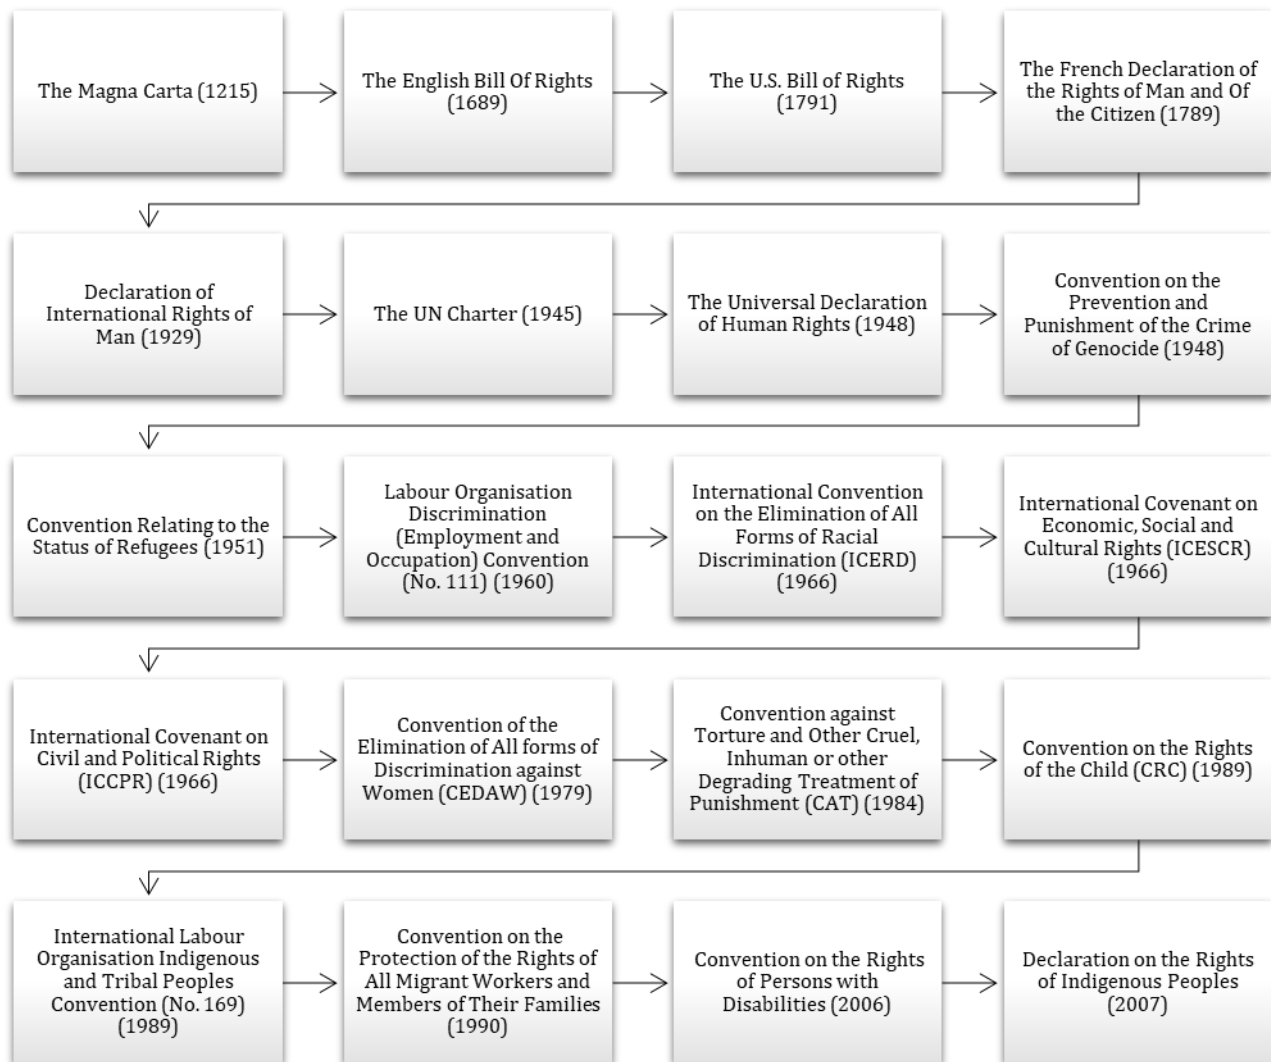 The Magna Carta (1215)
The English Bill Of Rights
(1689)
The U.S. Bill of Rights
(1791)
The French Declaration of
the Rights of Man and Of
the Citizen (1789)
Declaration of
International Rights of
Man (1929)
The UN Charter (1945)
The Universal Declaration
of Human Rights (1948)
Convention on the
Prevention and
Punishment of the Crime
of Genocide (1948)
Convention Relating to the
Status of Refugees (1951)
Labour Organisation
Discrimination
(Employment and
Occupation) Convention
(No. 111) (1960)
International Convention
on the Elimination of All
Forms of Racial
Discrimination (ICERD)
(1966)
International Covenant on
Economic, Social and
Cultural Rights (ICESCR)
(1966)
International Covenant on
Civil and Political Rights
(ICCPR) (1966)
Convention of the
Elimination of All forms of
Discrimination against
Women (CEDAW) (1979)
Convention against
Torture and Other Cruel,
Inhuman or other
Degrading Treatment of
Punishment (CAT) (1984)
Convention on the Rights
of the Child (CRC) (1989)
International Labour
Organisation Indigenous
and Tribal Peoples
Convention (No. 169)
(1989)
Convention on the
Protection of the Rights of
All Migrant Workers and
Members of Their Families
(1990)
Convention on the Rights
of Persons with
Disabilities (2006)
Declaration on the Rights
of Indigenous Peoples
(2007)